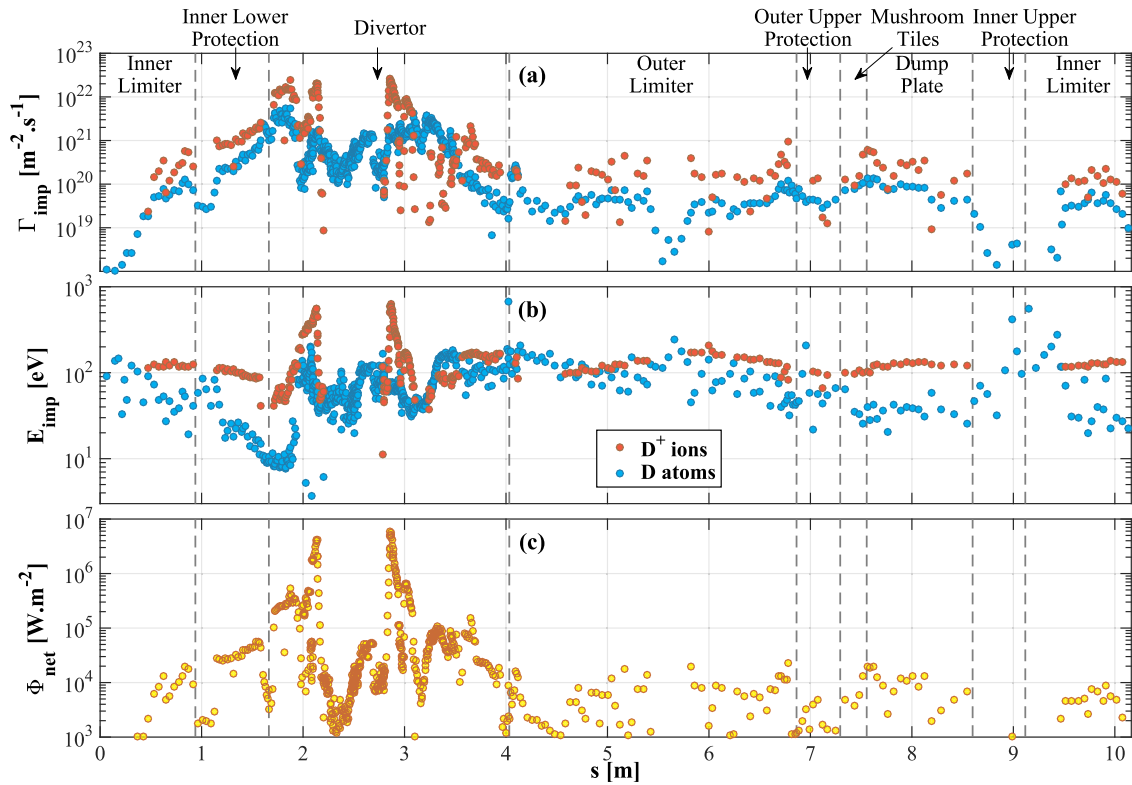 Inner Lower
Protection
Divertor
Outer Upper
Protection
Mushroom
Tiles
Inner Upper
Protection
Inner
Limiter
(a)
Outer
Limiter
Dump
Plate
Inner
Limiter
10^23
10^22
10^21
10^20
10^19
Γ_imp [m^-2.s^-1]
(b)
10^3
10^2
10^1
E_imp [eV]
D^+ ions
D atoms
(c)
10^7
10^6
10^5
10^4
10^3
Φ_net [W.m^-2]
0 1 2 3 4 5 6 7 8 9 10
s [m]